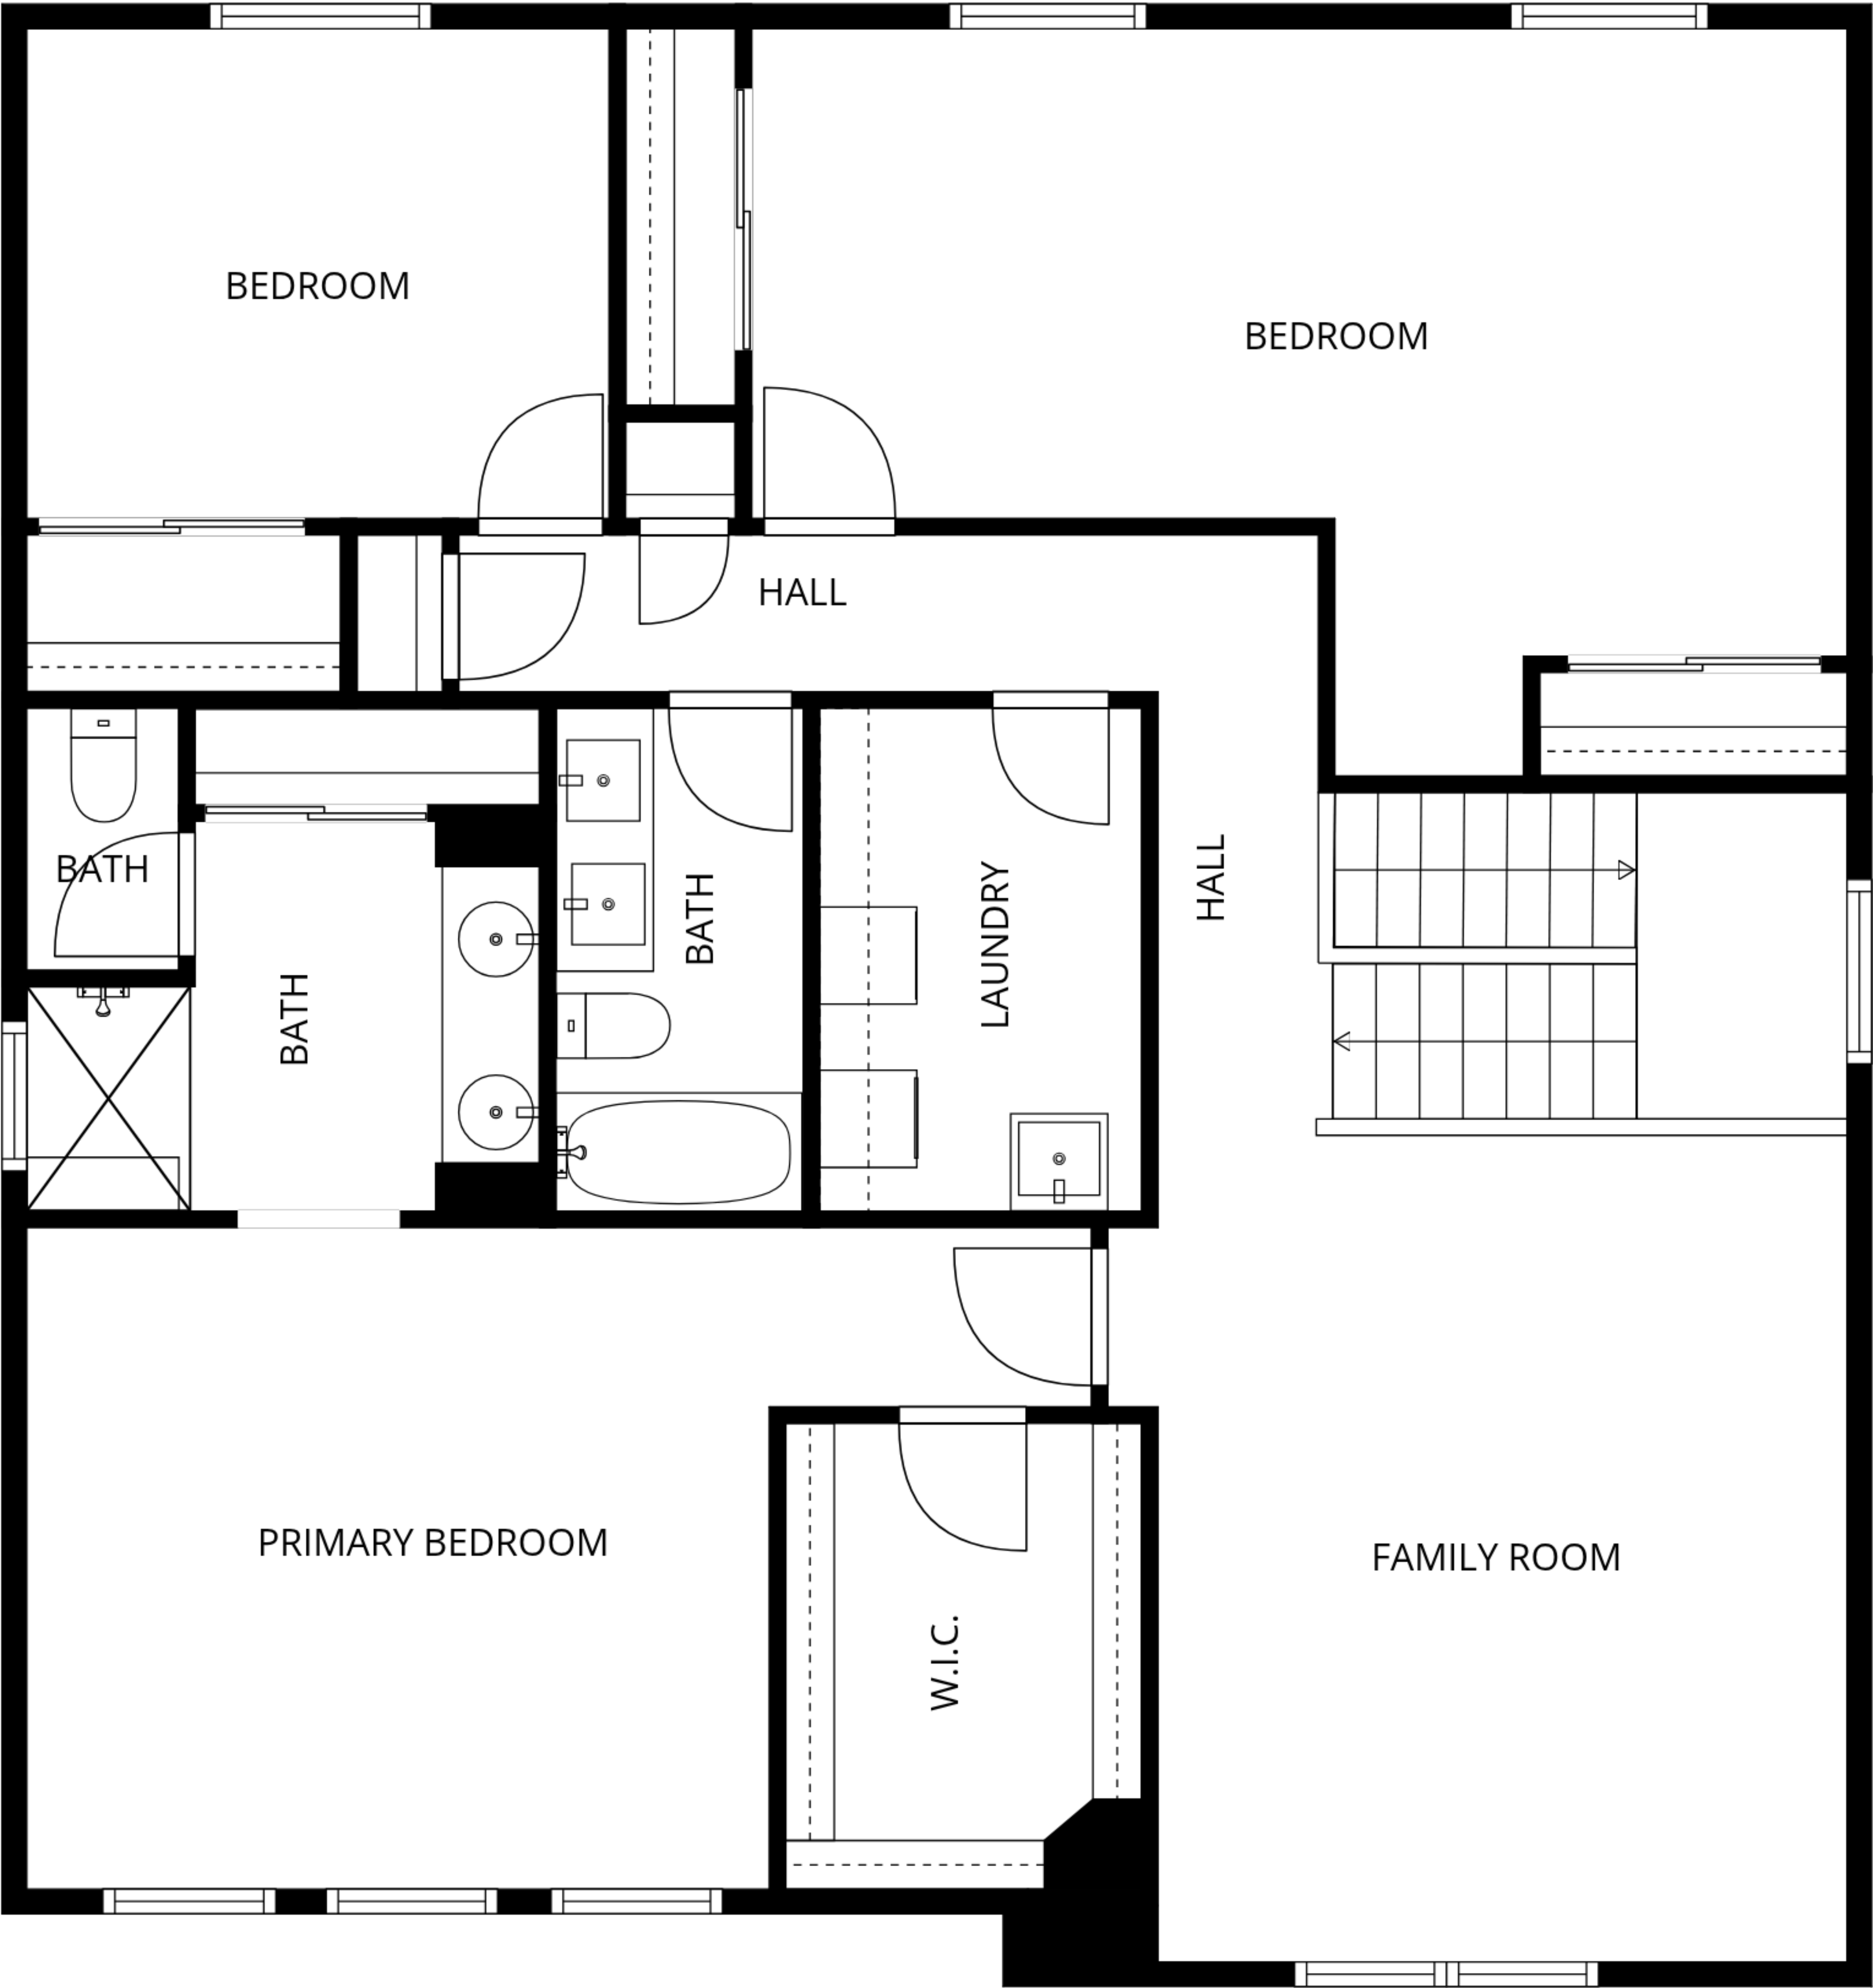 BEDROOM
BEDROOM
HALL
BATH
BATH
BATH
LAUNDRY
HALL
PRIMARY BEDROOM
W.I.C.
FAMILY ROOM